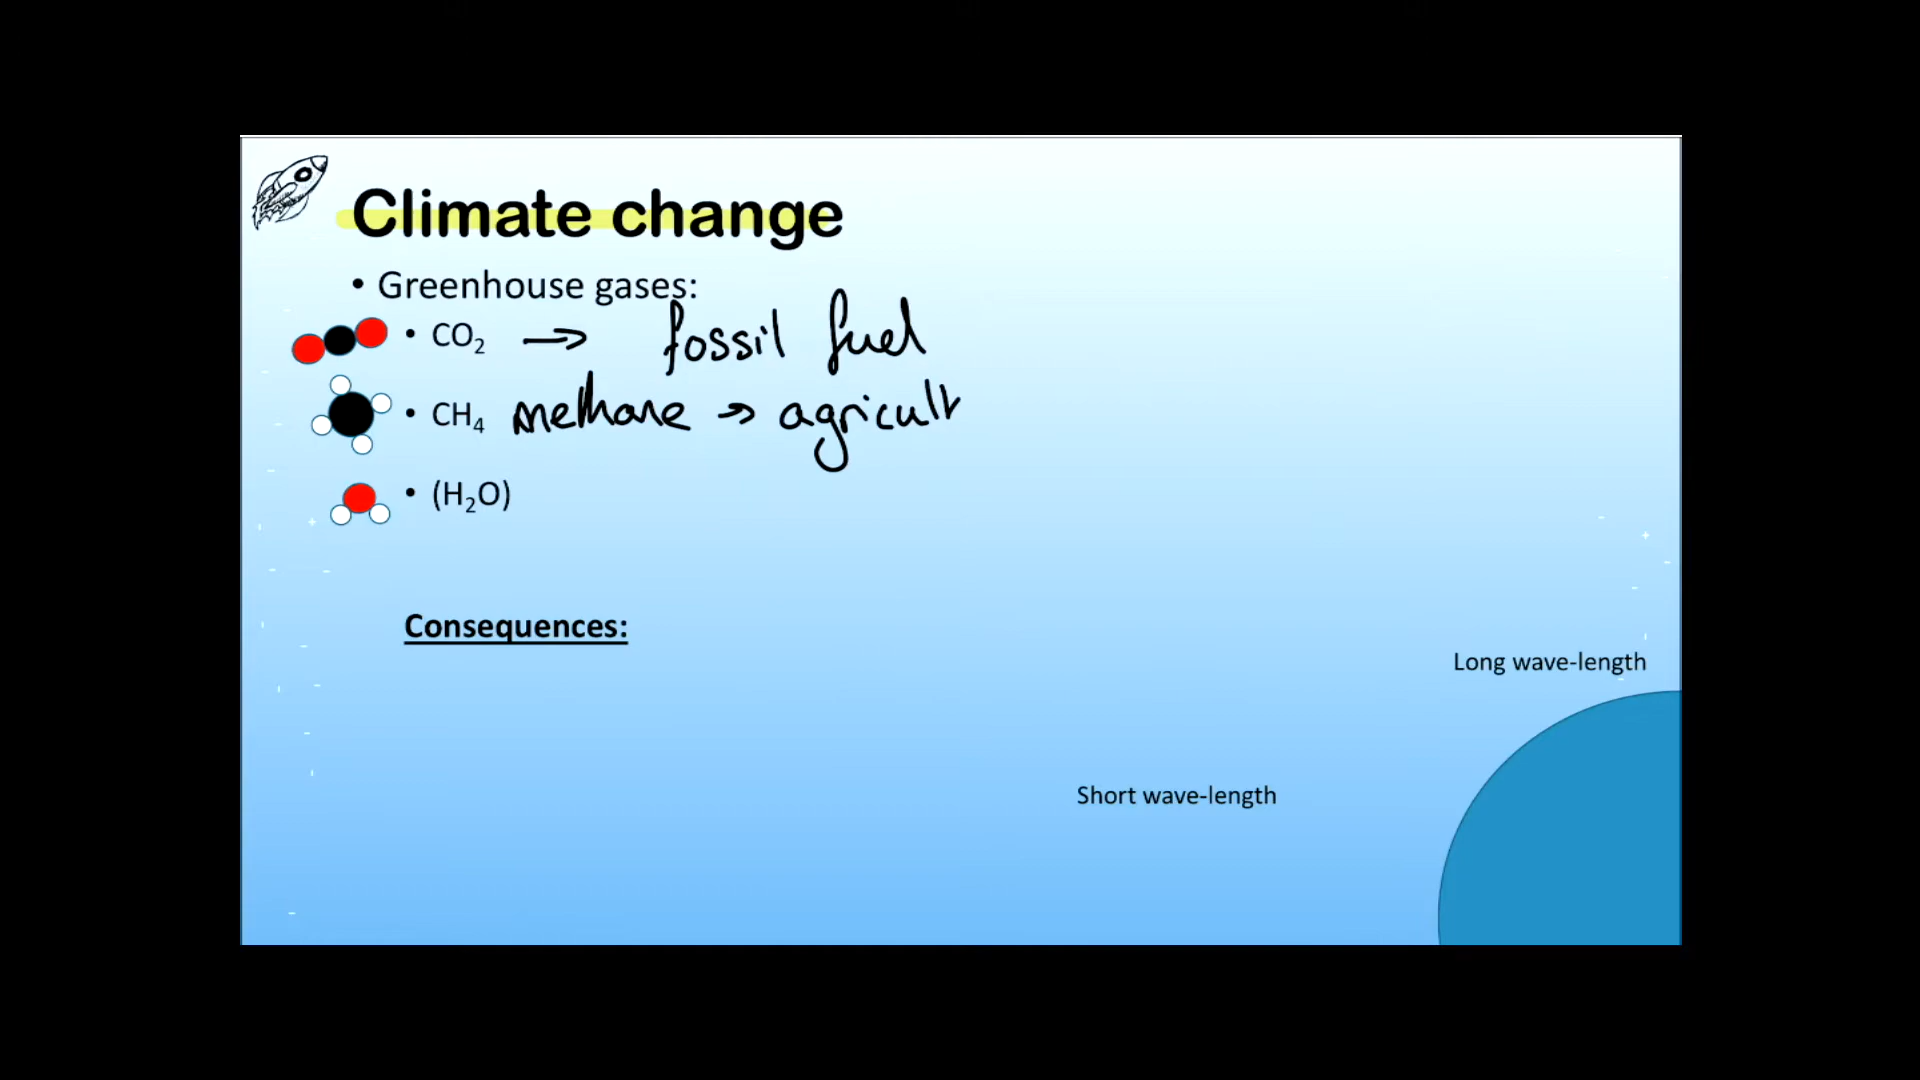 Climate change
• Greenhouse gases:
• CO₂ → fossil fuel
• CH₄ methane → agricult
• (H₂O)
Consequences:
Long wave-length
Short wave-length